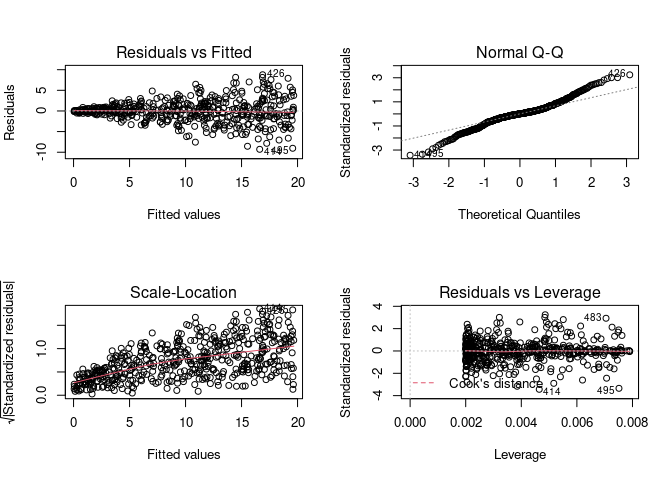 Residuals vs Fitted
Residuals
5
0
-10
426
495
0 5 10 15 20
Fitted values
Normal Q-Q
Standardized residuals
3
1
-1
-3
426
495
-3 -2 -1 0 1 2 3
Theoretical Quantiles
Scale-Location
√|Standardized residuals|
1.0
0.0
0 5 10 15 20
Fitted values
Residuals vs Leverage
Standardized residuals
4
2
0
-2
-4
483
Cook's distance
414
495
0.000 0.002 0.004 0.006 0.008
Leverage